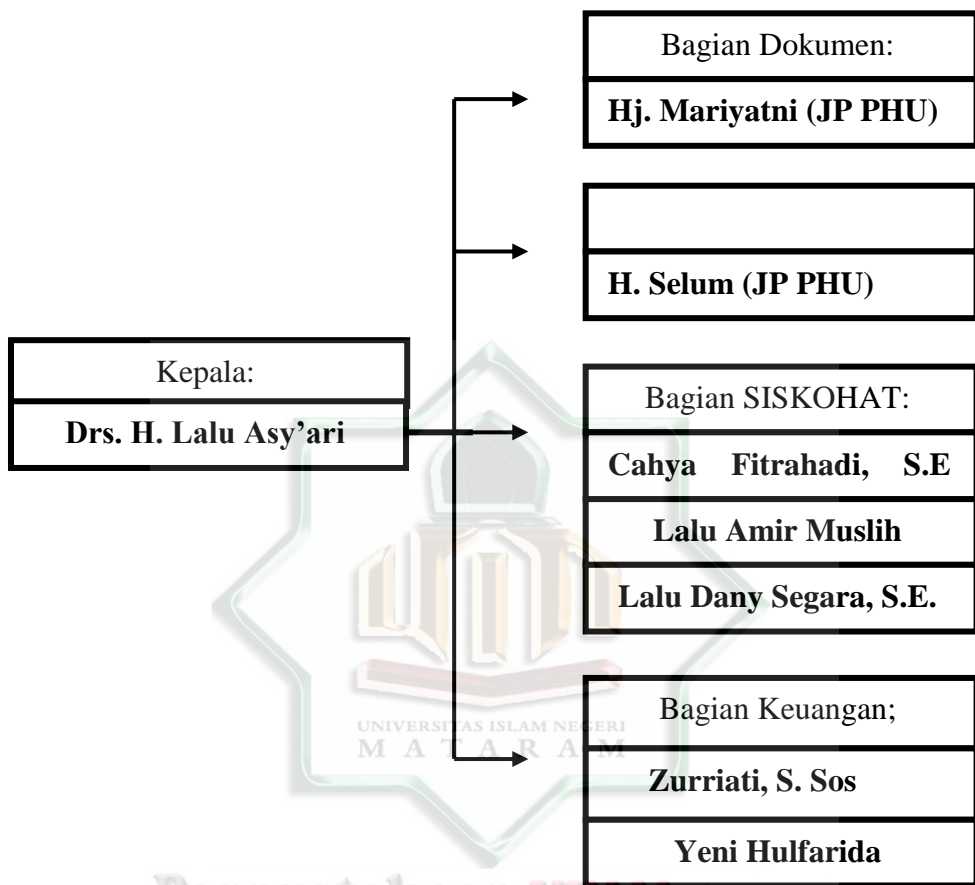 Bagian Dokumen:
Hj. Mariyatni (JP PHU)
H. Selum (JP PHU)
Kepala:
Drs. H. Lalu Asy’ari
Bagian SISKOHAT:
Cahya Fitrahadi, S.E
Lalu Amir Muslih
Lalu Dany Segara, S.E.
Bagian Keuangan;
Zurriati, S. Sos
Yeni Hulfarida
UNIVERSITAS ISLAM NEGERI
MATARAM